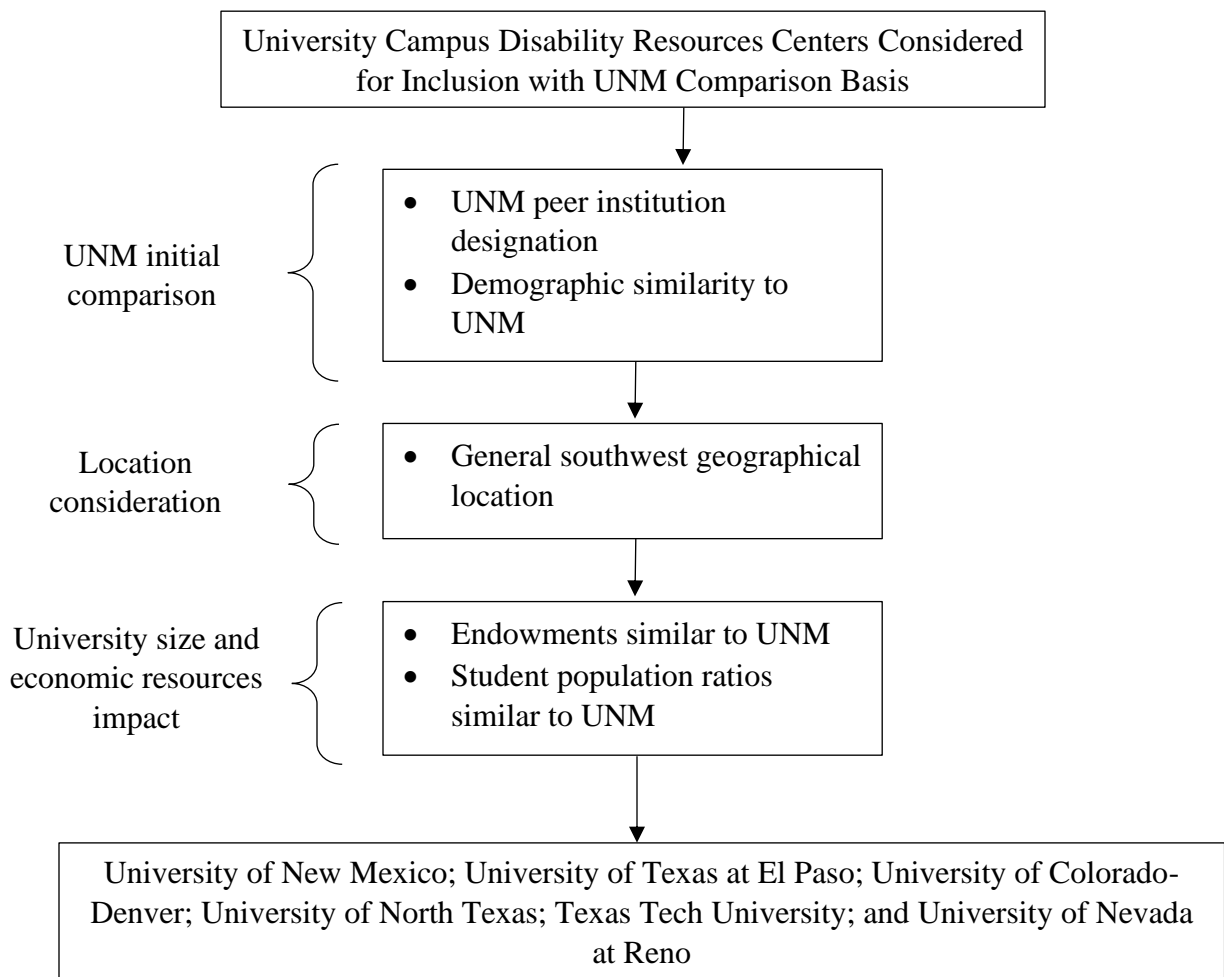 University Campus Disability Resources Centers Considered
for Inclusion with UNM Comparison Basis
UNM initial
comparison
• UNM peer institution
designation
• Demographic similarity to
UNM
Location
consideration
• General southwest geographical
location
University size and
economic resources
impact
• Endowments similar to UNM
• Student population ratios
similar to UNM
University of New Mexico; University of Texas at El Paso; University of Colorado-
Denver; University of North Texas; Texas Tech University; and University of Nevada
at Reno